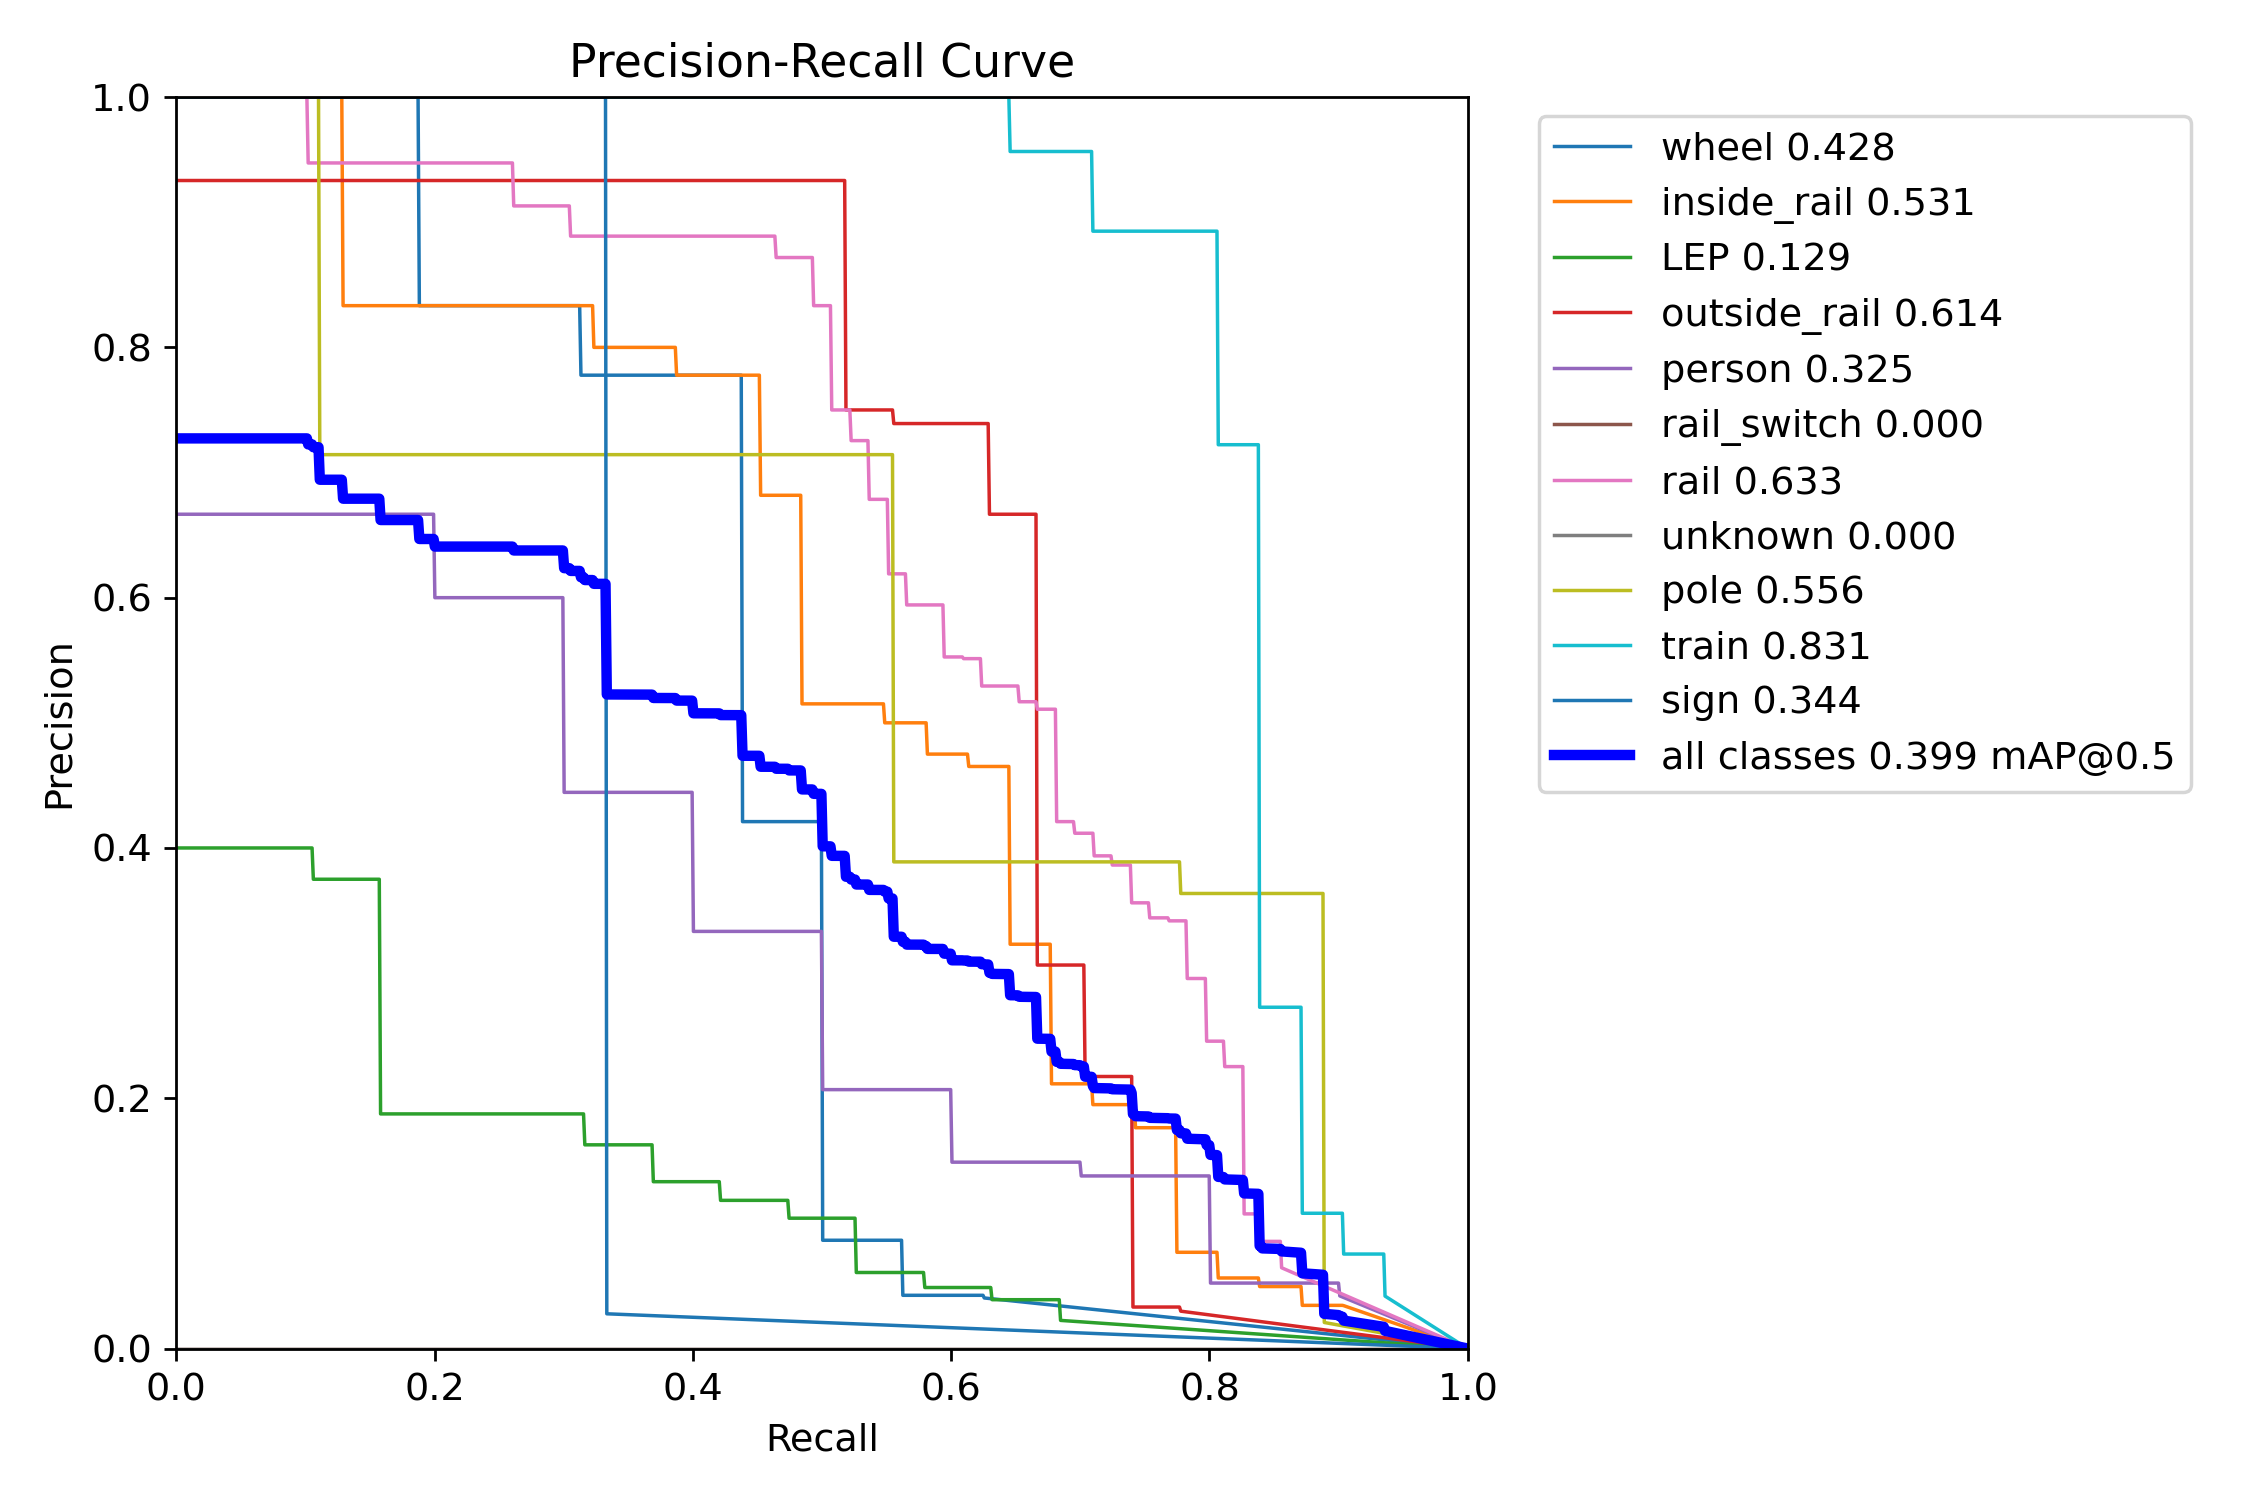 Precision-Recall Curve
1.0
0.8
0.6
0.4
0.2
0.0
Precision
0.0 0.2 0.4 0.6 0.8 1.0
Recall
wheel 0.428
inside_rail 0.531
LEP 0.129
outside_rail 0.614
person 0.325
rail_switch 0.000
rail 0.633
unknown 0.000
pole 0.556
train 0.831
sign 0.344
all classes 0.399 mAP@0.5